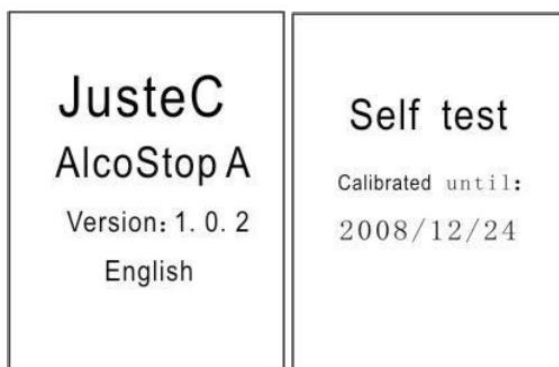 JusteC
AlcoStop A
Version: 1. 0. 2
English
Self test
Calibrated until:
2008/12/24